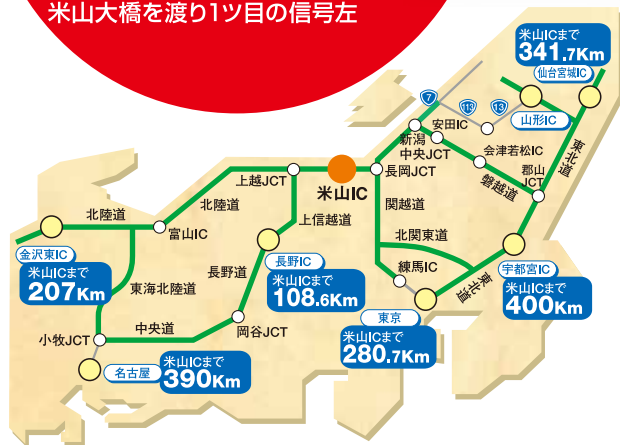 米山大橋を渡り1ツ目の信号左
米山ICまで
341.7Km
仙台宮城IC
7
113
13
山形IC
安田IC
新潟
中央JCT
会津若松IC
東北道
郡山
JCT
磐越道
上越JCT
米山IC
長岡JCT
北陸道
北陸道
上信越道
関越道
富山IC
北関東道
金沢東IC
米山ICまで
207Km
長野道
長野IC
米山ICまで
108.6Km
練馬IC
東北道
宇都宮IC
米山ICまで
400Km
東海北陸道
東京
米山ICまで
280.7Km
小牧JCT
中央道
岡谷JCT
名古屋
米山ICまで
390Km